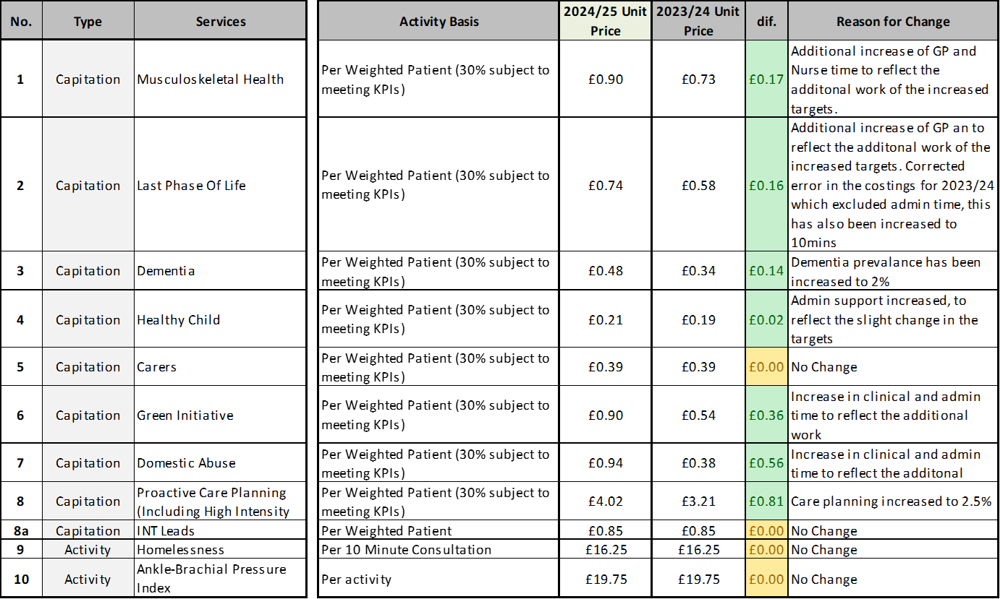 No. Type Services Activity Basis 2024/25 Unit Price 2023/24 Unit Price dif. Reason for Change
1 Capitation Musculoskeletal Health Per Weighted Patient (30% subject to meeting KPIs) £0.90 £0.73 £0.17 Additional increase of GP and
Nurse time to reflect the
additonal work of the increased
targets.
2 Capitation Last Phase Of Life Per Weighted Patient (30% subject to meeting KPIs) £0.74 £0.58 £0.16 Additional increase of GP an to
reflect the additonal work of the
increased targets. Corrected
error in the costings for 2023/24
which excluded admin time, this
has also been increased to
10mins
3 Capitation Dementia Per Weighted Patient (30% subject to meeting KPIs) £0.48 £0.34 £0.14 Dementia prevalance has been
increased to 2%
4 Capitation Healthy Child Per Weighted Patient (30% subject to meeting KPIs) £0.21 £0.19 £0.02 Admin support increased, to
reflect the slight change in the
targets
5 Capitation Carers Per Weighted Patient (30% subject to meeting KPIs) £0.39 £0.39 £0.00 No Change
6 Capitation Green Initiative Per Weighted Patient (30% subject to meeting KPIs) £0.90 £0.54 £0.36 Increase in clinical and admin
time to reflect the additional
work
7 Capitation Domestic Abuse Per Weighted Patient (30% subject to meeting KPIs) £0.94 £0.38 £0.56 Increase in clinical and admin
time to reflect the additonal
8 Capitation Proactive Care Planning (Including High Intensity Per Weighted Patient (30% subject to meeting KPIs) £4.02 £3.21 £0.81 Care planning increased to 2.5%
8a Capitation INT Leads Per Weighted Patient £0.85 £0.85 £0.00 No Change
9 Activity Homelessness Per 10 Minute Consultation £16.25 £16.25 £0.00 No Change
10 Activity Ankle-Brachial Pressure Index Per activity £19.75 £19.75 £0.00 No Change